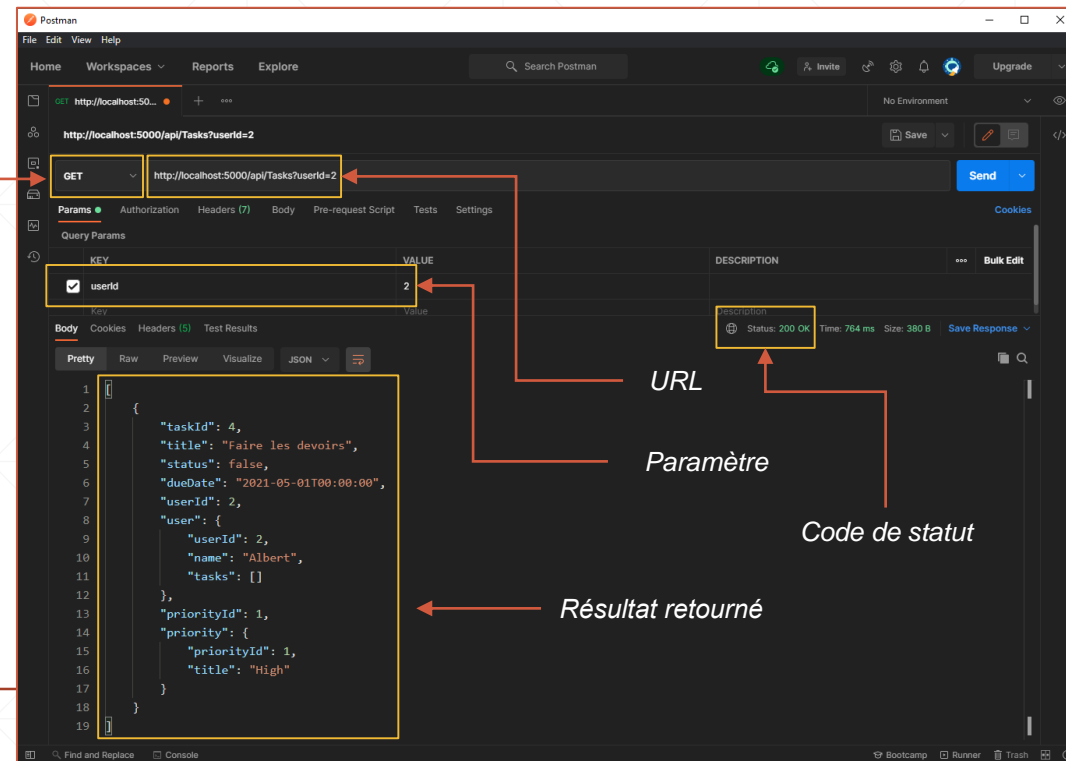 Postman
File Edit View Help
Home Workspaces Reports Explore Search Postman Invite Upgrade
GET http://localhost:50... No Environment
http://localhost:5000/api/Tasks?userId=2 Save
GET http://localhost:5000/api/Tasks?userId=2 Send
Params Authorization Headers (7) Body Pre-request Script Tests Settings Cookies
Query Params
KEY VALUE DESCRIPTION Bulk Edit
userId 2
Key Value Description
Body Cookies Headers (5) Test Results Status: 200 OK Time: 764 ms Size: 380 B Save Response
Pretty Raw Preview Visualize JSON
1 [
2 {
3 "taskId": 4,
4 "title": "Faire les devoirs",
5 "status": false,
6 "dueDate": "2021-05-01T00:00:00",
7 "userId": 2,
8 "user": {
9 "userId": 2,
10 "name": "Albert",
11 "tasks": []
12 },
13 "priorityId": 1,
14 "priority": {
15 "priorityId": 1,
16 "title": "High"
17 }
18 }
19 ]
URL
Paramètre
Code de statut
Résultat retourné
Find and Replace Console Bootcamp Runner Trash